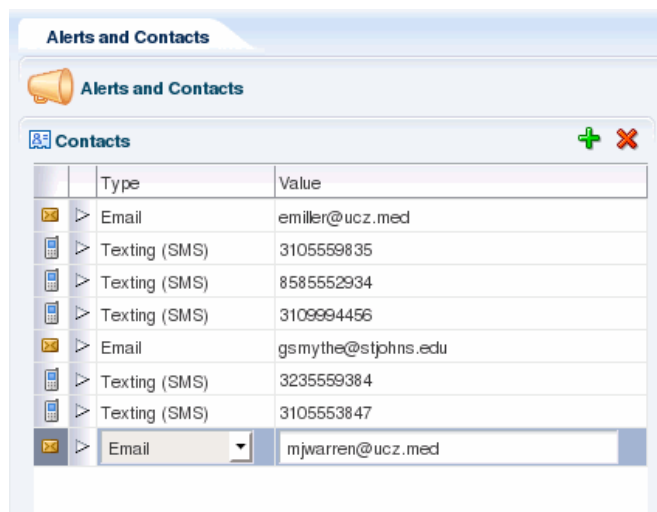 Alerts and Contacts
Alerts and Contacts
Contacts
Type Value
Email emiller@ucz.med
Texting (SMS) 3105559835
Texting (SMS) 8585552934
Texting (SMS) 3109994456
Email gsmythe@stjohns.edu
Texting (SMS) 3235559384
Texting (SMS) 3105553847
Email mjwarren@ucz.med